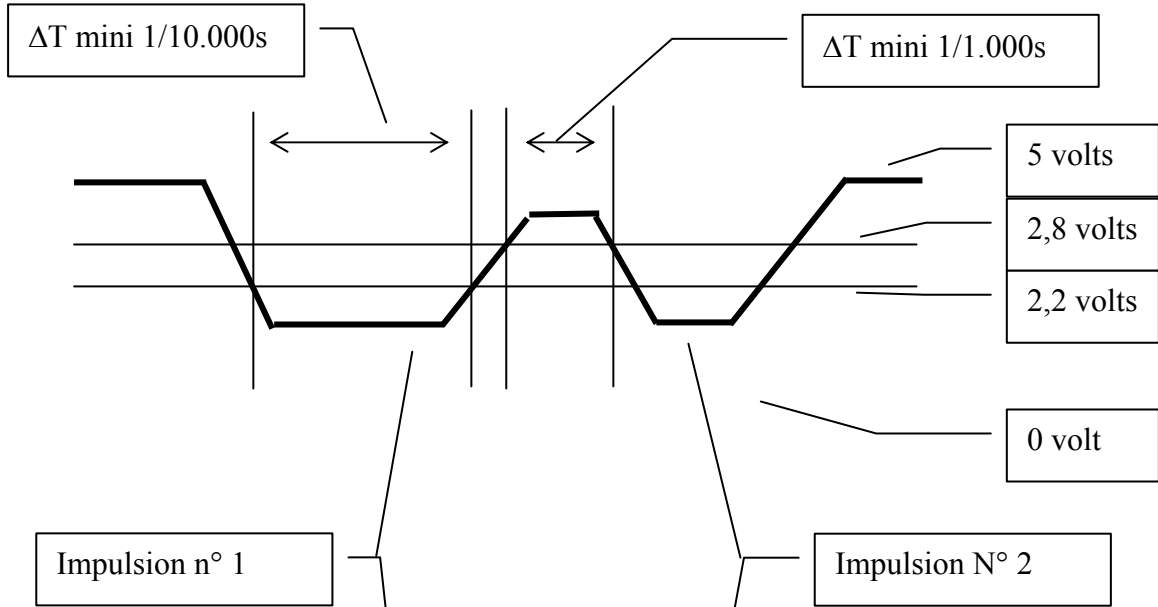 ΔT mini 1/10.000s
ΔT mini 1/1.000s
5 volts
2,8 volts
2,2 volts
0 volt
Impulsion n° 1
Impulsion N° 2